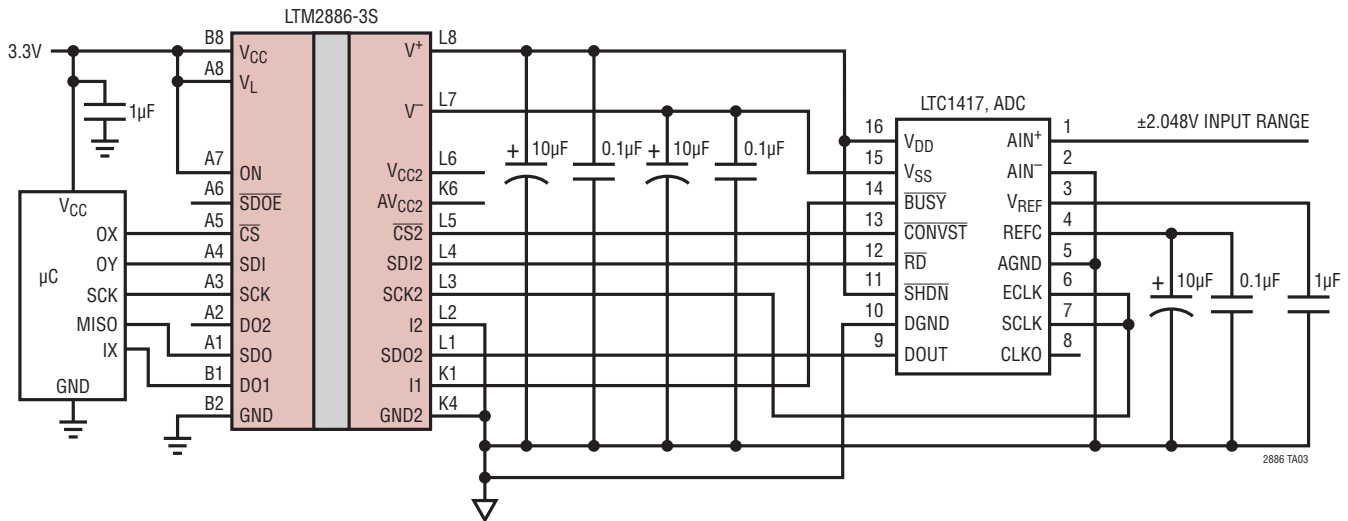 LTM2886-3S
3.3V
B8
VCC
A8
VL
1µF
A7
ON
A6
SDOE
A5
CS
A4
SDI
A3
SCK
A2
DO2
A1
SDO
B1
DO1
B2
GND
VCC
OX
OY
µC
SCK
MISO
IX
GND
V+
L8
V−
L7
VCC2
L6
AVCC2
K6
CS2
L5
SDI2
L4
SCK2
L3
I2
L2
SDO2
L1
I1
K1
GND2
K4
+ 10µF
0.1µF
+ 10µF
0.1µF
LTC1417, ADC
16
VDD
15
VSS
14
BUSY
13
CONVST
12
RD
11
SHDN
10
DGND
9
DOUT
AIN+
1
AIN−
2
VREF
3
REFC
4
AGND
5
ECLK
6
SCLK
7
CLKO
8
±2.048V INPUT RANGE
+ 10µF
0.1µF
1µF
2886 TA03